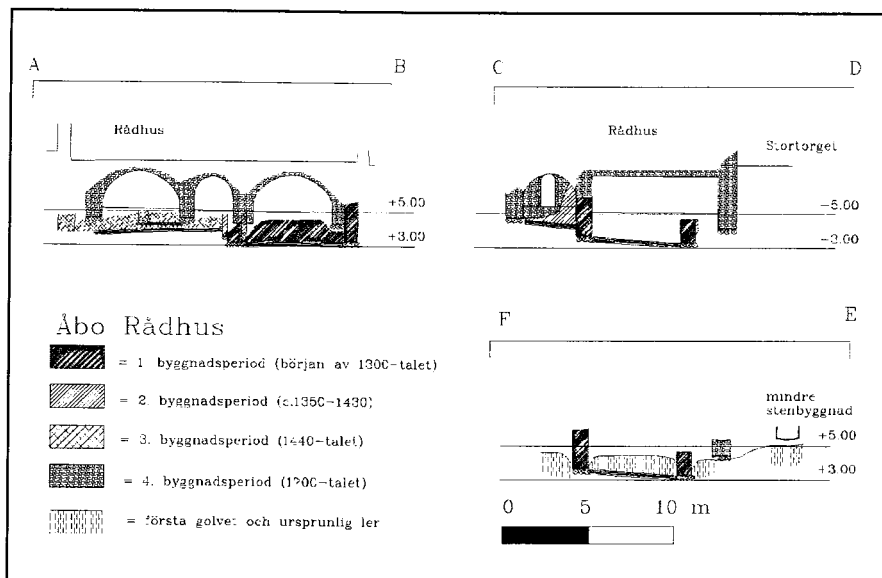 A B
Rådhus
+5.00
+3.00
C D
Rådhus
Stortorget
-5.00
-3.00
Åbo Rådhus
= 1 byggnadsperiod (början av 1300-talet)
= 2. byggnadsperiod (c.1350-1430)
= 3. byggnadsperiod (1440-talet)
= 4. byggnadsperiod (1700-talet)
= första golvet och ursprunglig ler
F E
mindre
stenbyggnad
+5.00
+3.00
0 5 10 m